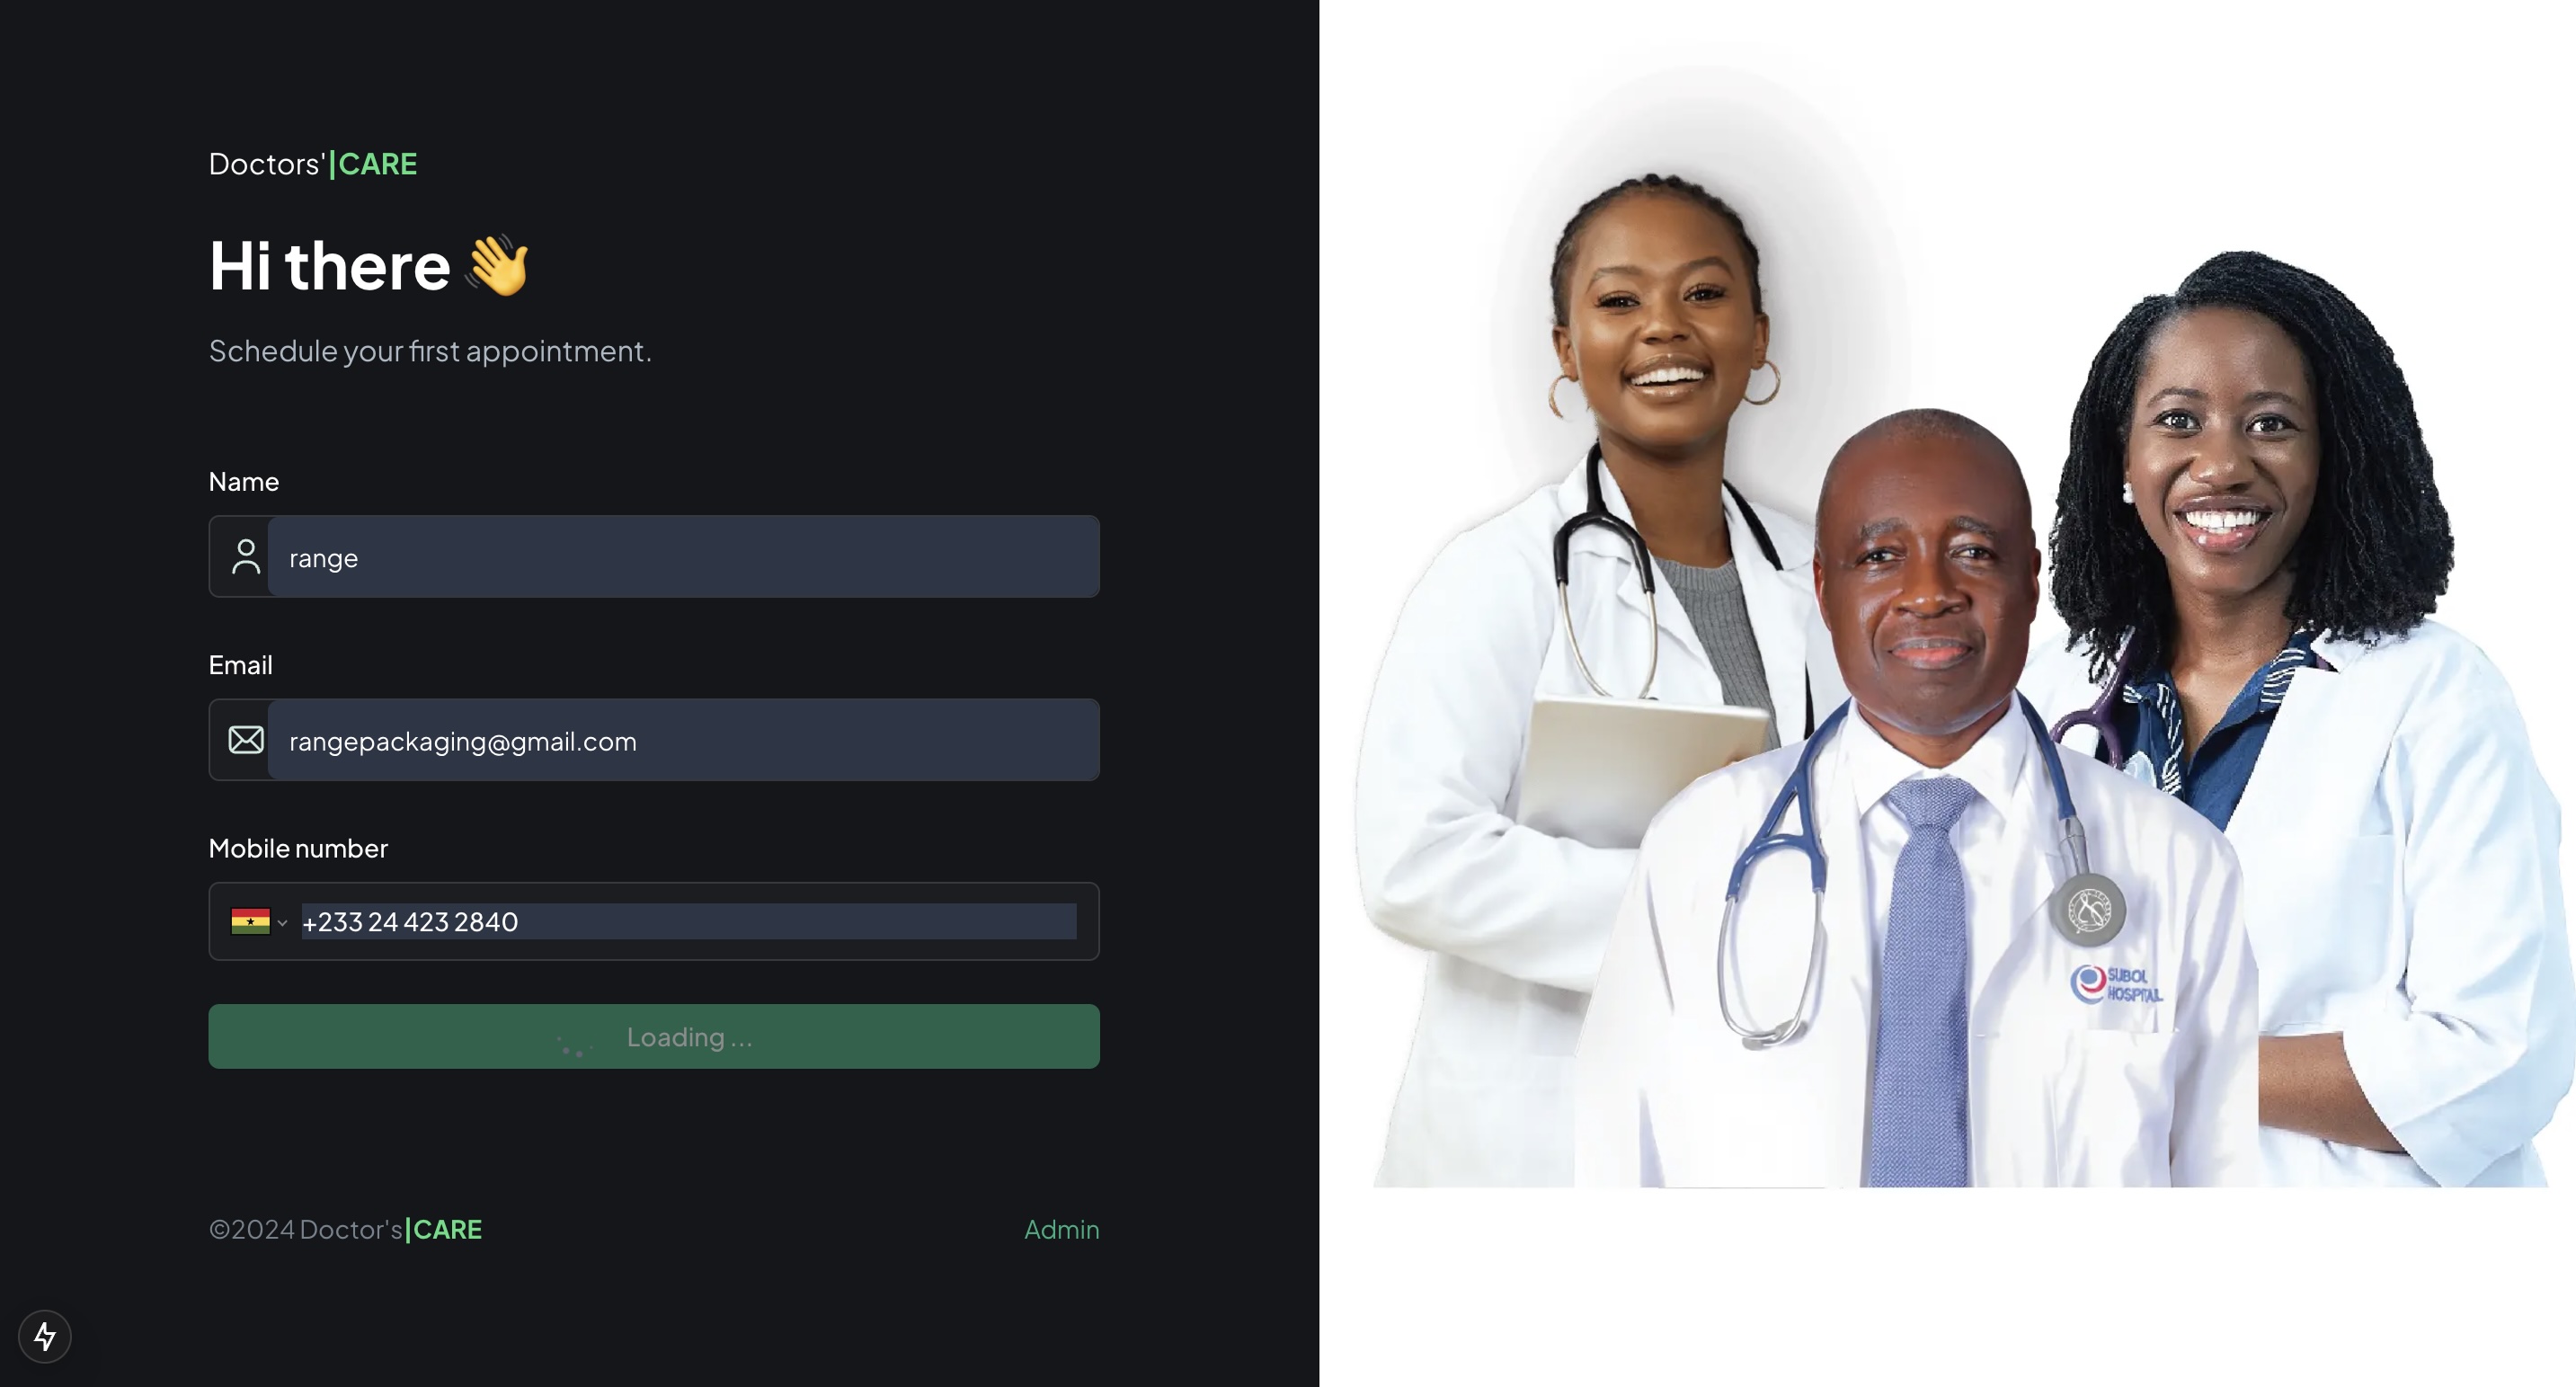 Doctors'|CARE
Hi there 👋
Schedule your first appointment.
Name
range
Email
rangepackaging@gmail.com
Mobile number
+233 24 423 2840
Loading ...
©2024 Doctor's|CARE
Admin
SUBOL
HOSPITAL